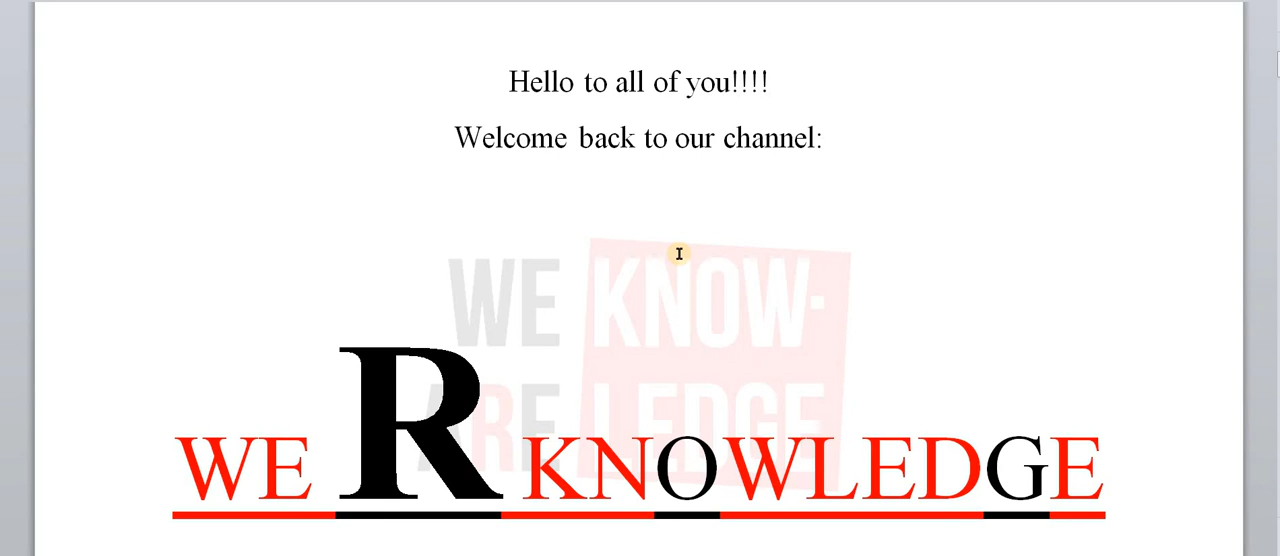 Hello to all of you!!!!
Welcome back to our channel:
WE KNOW-
ARE LEDGE
WE R KNOWLEDGE